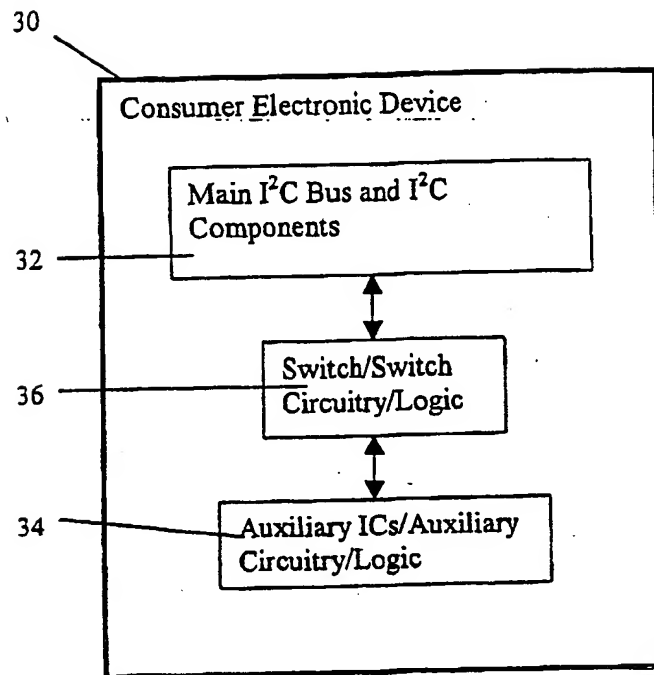 30
Consumer Electronic Device
Main I²C Bus and I²C
Components
32
Switch/Switch
Circuitry/Logic
36
Auxiliary ICs/Auxiliary
Circuitry/Logic
34